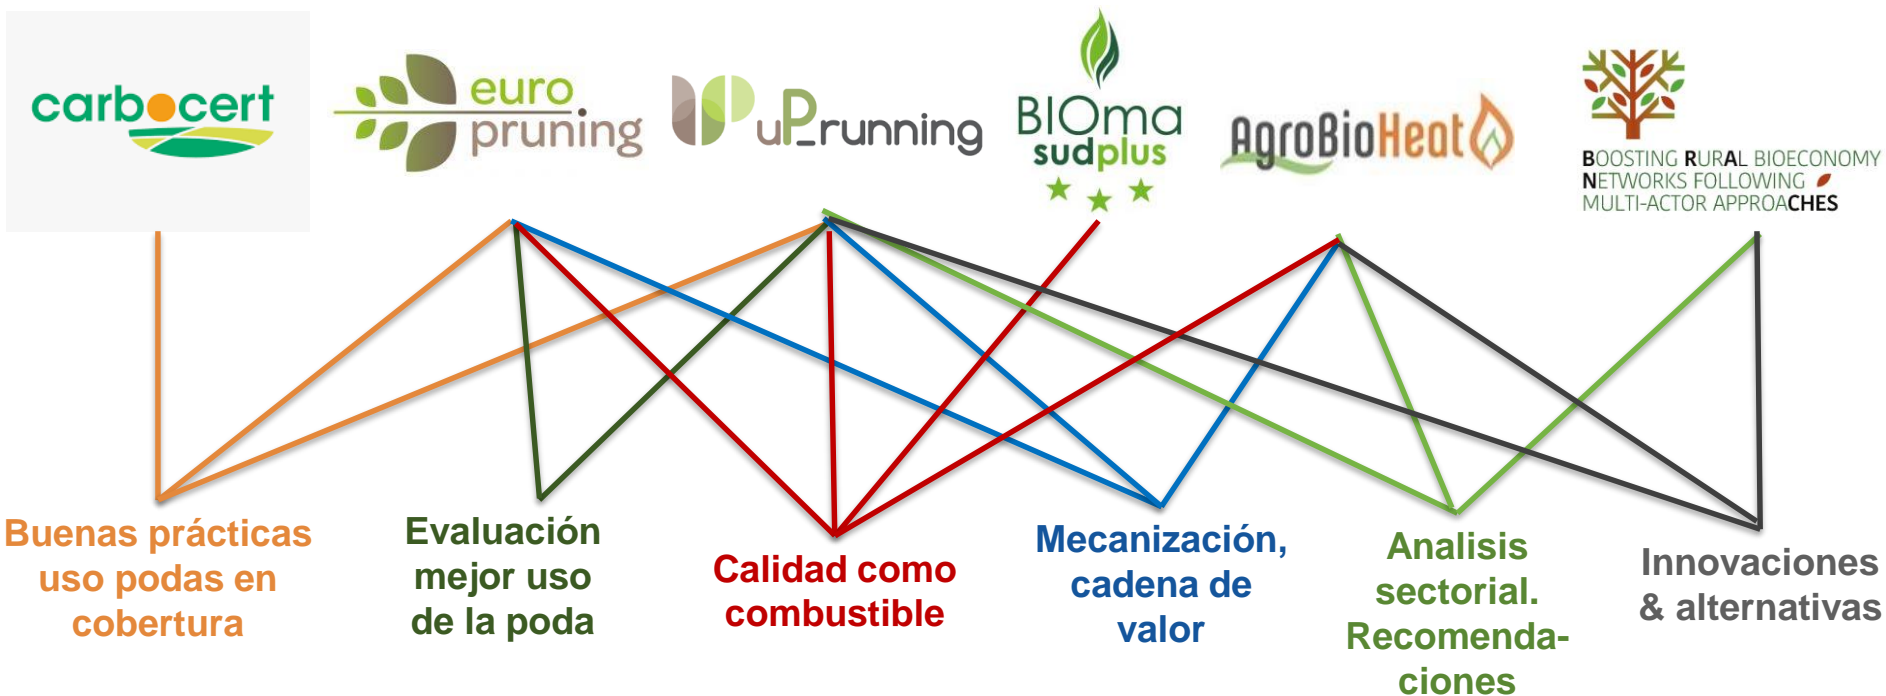 carbocert
euro
pruning
uP_running
BIOma
sudplus
AgroBioHeat
BOOSTING RURAL BIOECONOMY
NETWORKS FOLLOWING
MULTI-ACTOR APPROACHES
Buenas prácticas
uso podas en
cobertura
Evaluación
mejor uso
de la poda
Calidad como
combustible
Mecanización,
cadena de
valor
Analisis
sectorial.
Recomenda-
ciones
Innovaciones
& alternativas